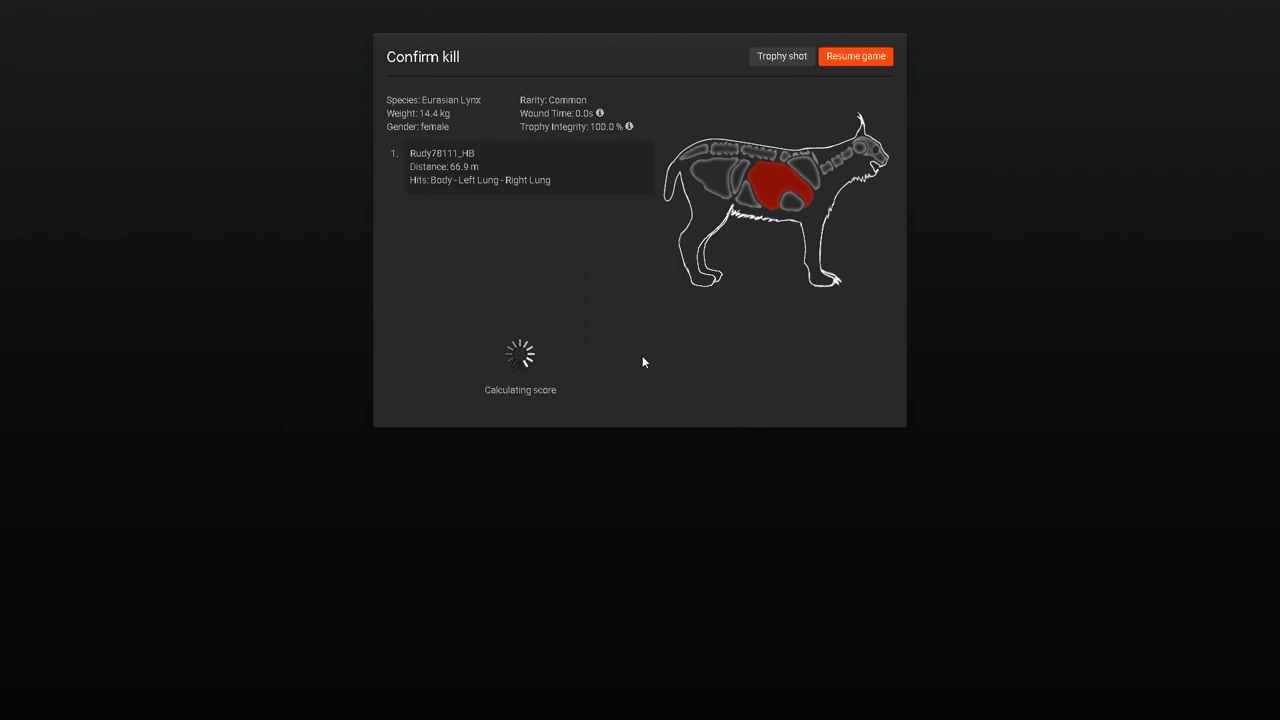 Confirm kill
Trophy shot
Resume game
Species: Eurasian Lynx
Rarity: Common
Weight: 14.4 kg
Wound Time: 0.0s
Gender: female
Trophy Integrity: 100.0 %
1. Rudy78111_HB
Distance: 66.9 m
Hits: Body - Left Lung - Right Lung
Calculating score